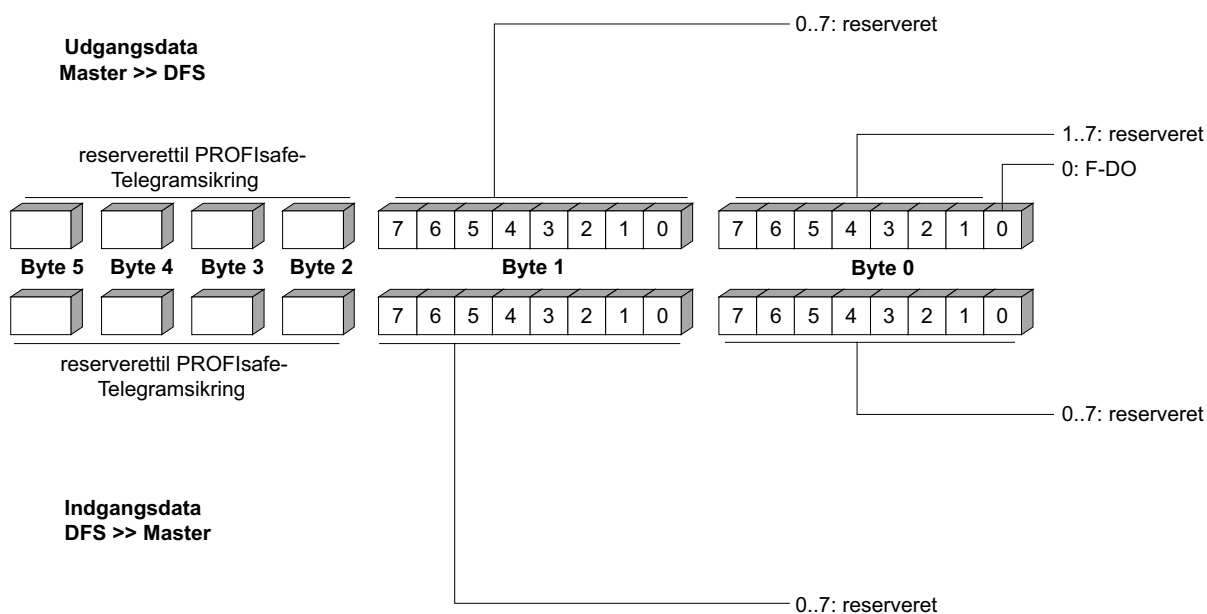 0..7: reserveret
Udgangsdata
Master >> DFS
1..7: reserveret
reserverettil PROFIsafe-
Telegramsikring
0: F-DO
7 6 5 4 3 2 1 0 7 6 5 4 3 2 1 0
Byte 5 Byte 4 Byte 3 Byte 2 Byte 1 Byte 0
7 6 5 4 3 2 1 0 7 6 5 4 3 2 1 0
reserverettil PROFIsafe-
Telegramsikring
0..7: reserveret
Indgangsdata
DFS >> Master
0..7: reserveret